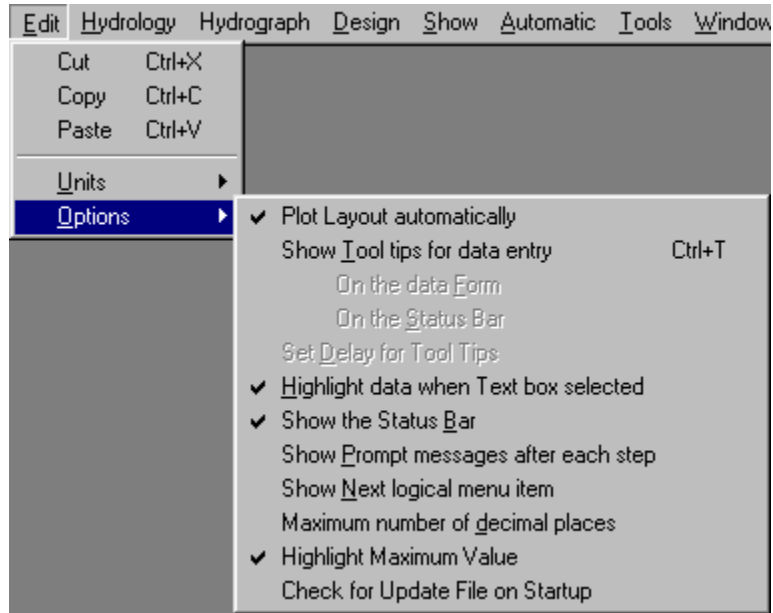 Edit Hydrology Hydrograph Design Show Automatic Tools Window
Cut Ctrl+X
Copy Ctrl+C
Paste Ctrl+V
Units
Options
Plot Layout automatically
Show Tool tips for data entry Ctrl+T
On the data Form
On the Status Bar
Set Delay for Tool Tips
Highlight data when Text box selected
Show the Status Bar
Show Prompt messages after each step
Show Next logical menu item
Maximum number of decimal places
Highlight Maximum Value
Check for Update File on Startup